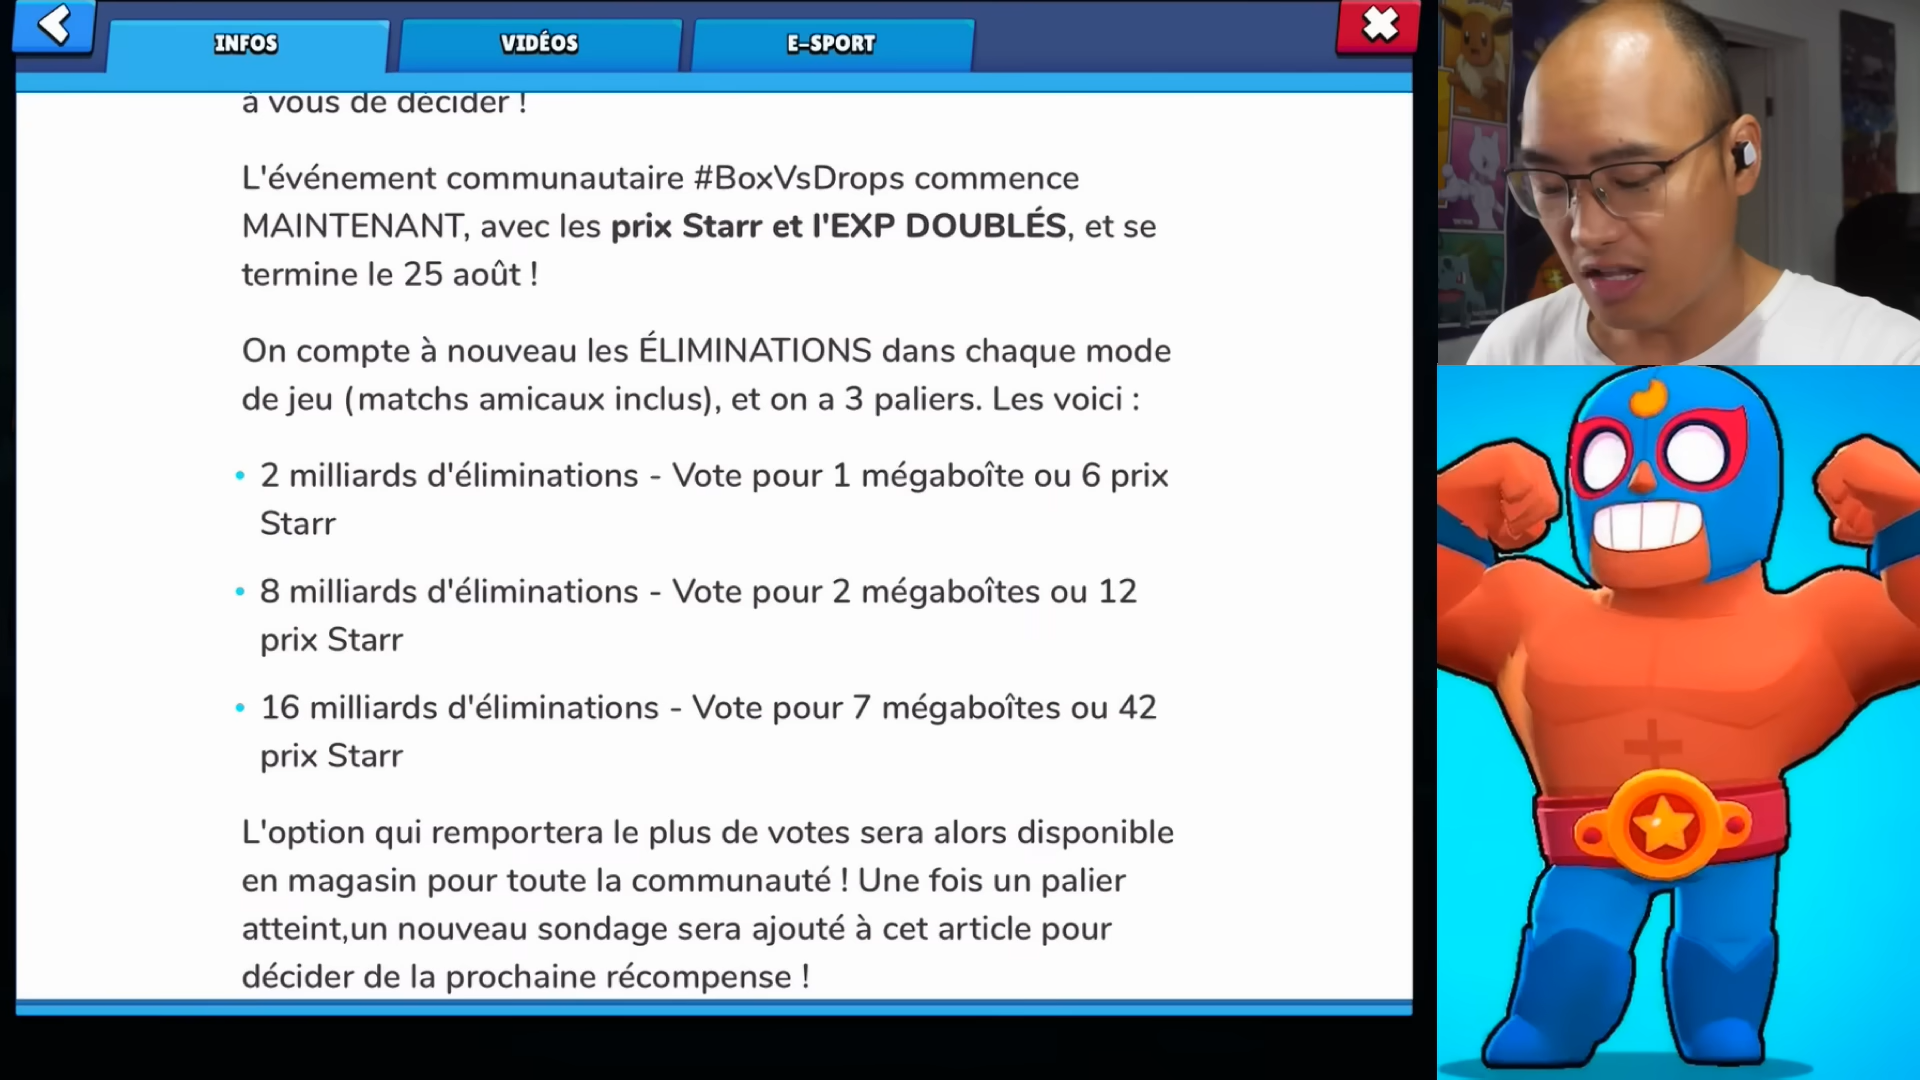 INFOS
VIDÉOS
E-SPORT
à vous de décider !
L'événement communautaire #BoxVsDrops commence
MAINTENANT, avec les prix Starr et l'EXP DOUBLÉS, et se
termine le 25 août !
On compte à nouveau les ÉLIMINATIONS dans chaque mode
de jeu (matchs amicaux inclus), et on a 3 paliers. Les voici :
• 2 milliards d'éliminations - Vote pour 1 mégaboîte ou 6 prix
Starr
• 8 milliards d'éliminations - Vote pour 2 mégaboîtes ou 12
prix Starr
• 16 milliards d'éliminations - Vote pour 7 mégaboîtes ou 42
prix Starr
L'option qui remportera le plus de votes sera alors disponible
en magasin pour toute la communauté ! Une fois un palier
atteint,un nouveau sondage sera ajouté à cet article pour
décider de la prochaine récompense !